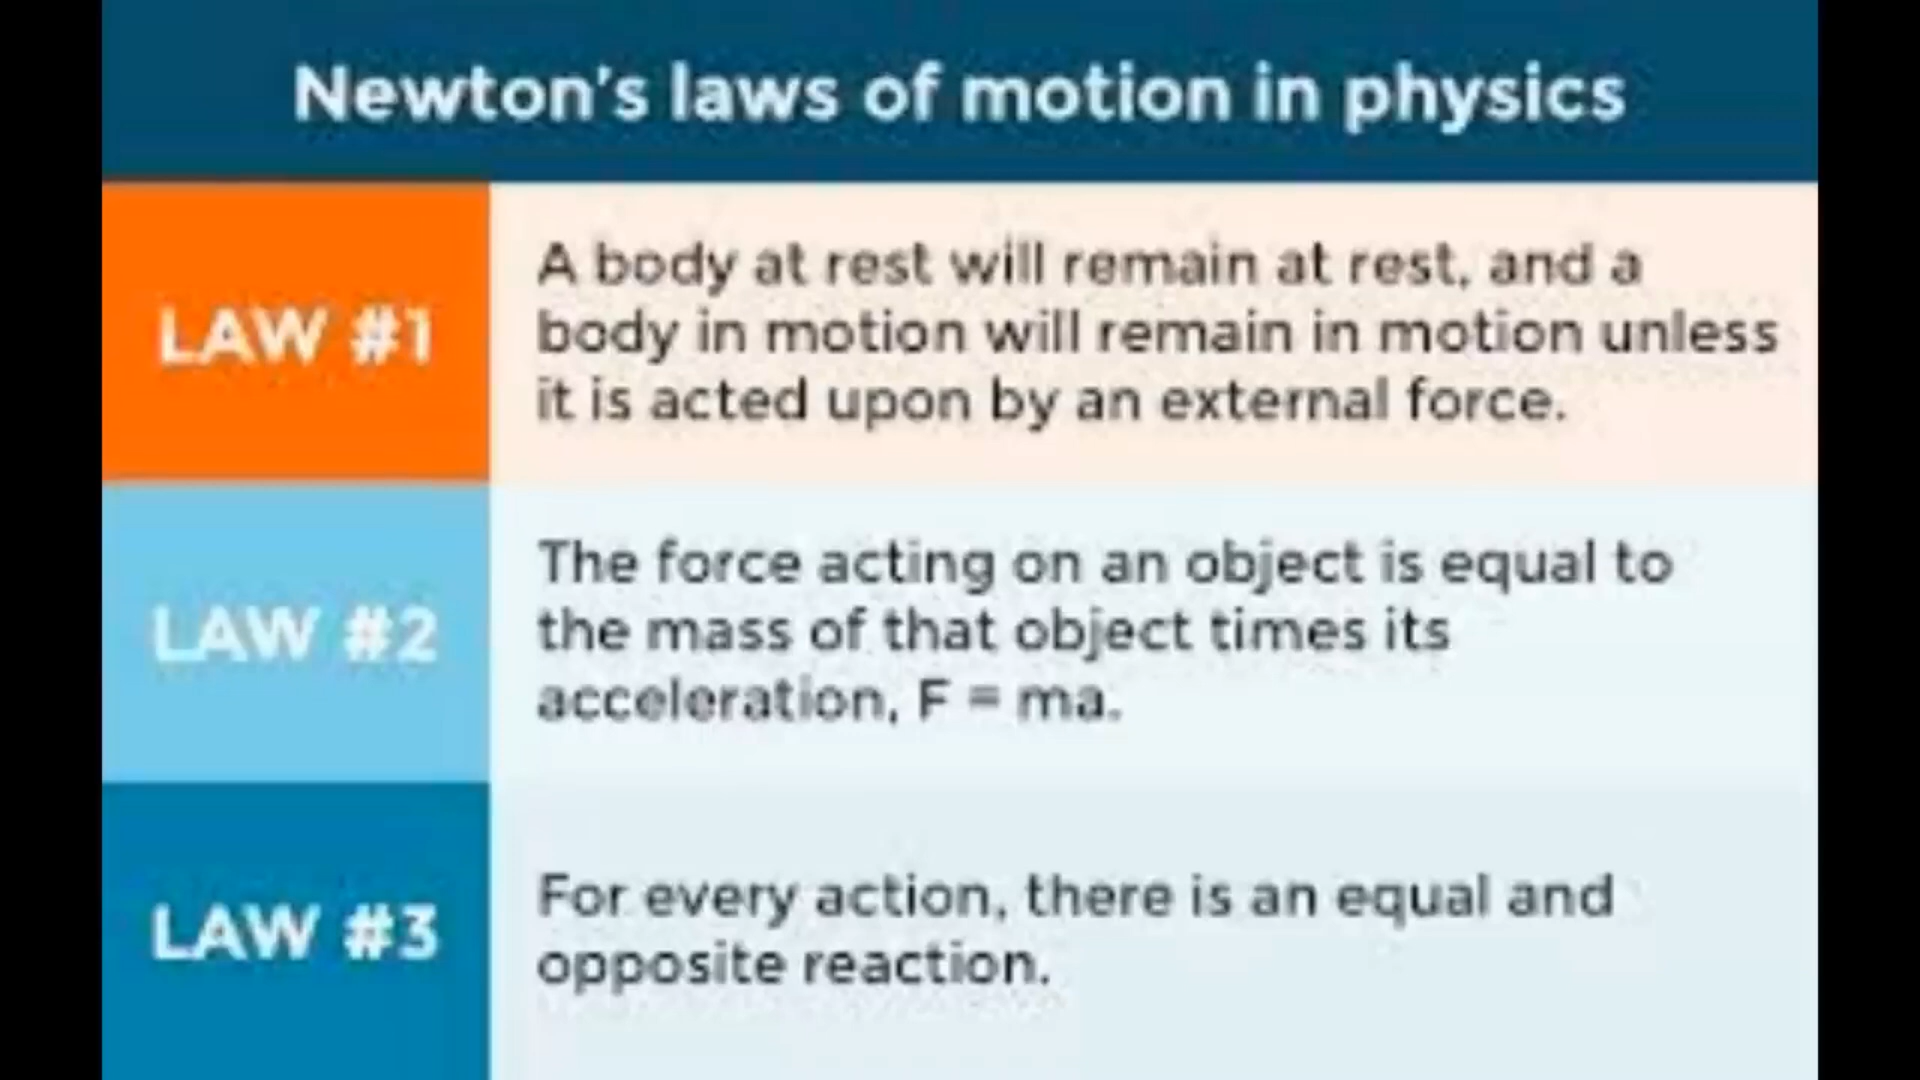 Newton's laws of motion in physics
LAW #1
A body at rest will remain at rest, and a
body in motion will remain in motion unless
it is acted upon by an external force.
LAW #2
The force acting on an object is equal to
the mass of that object times its
acceleration, F = ma.
LAW #3
For every action, there is an equal and
opposite reaction.